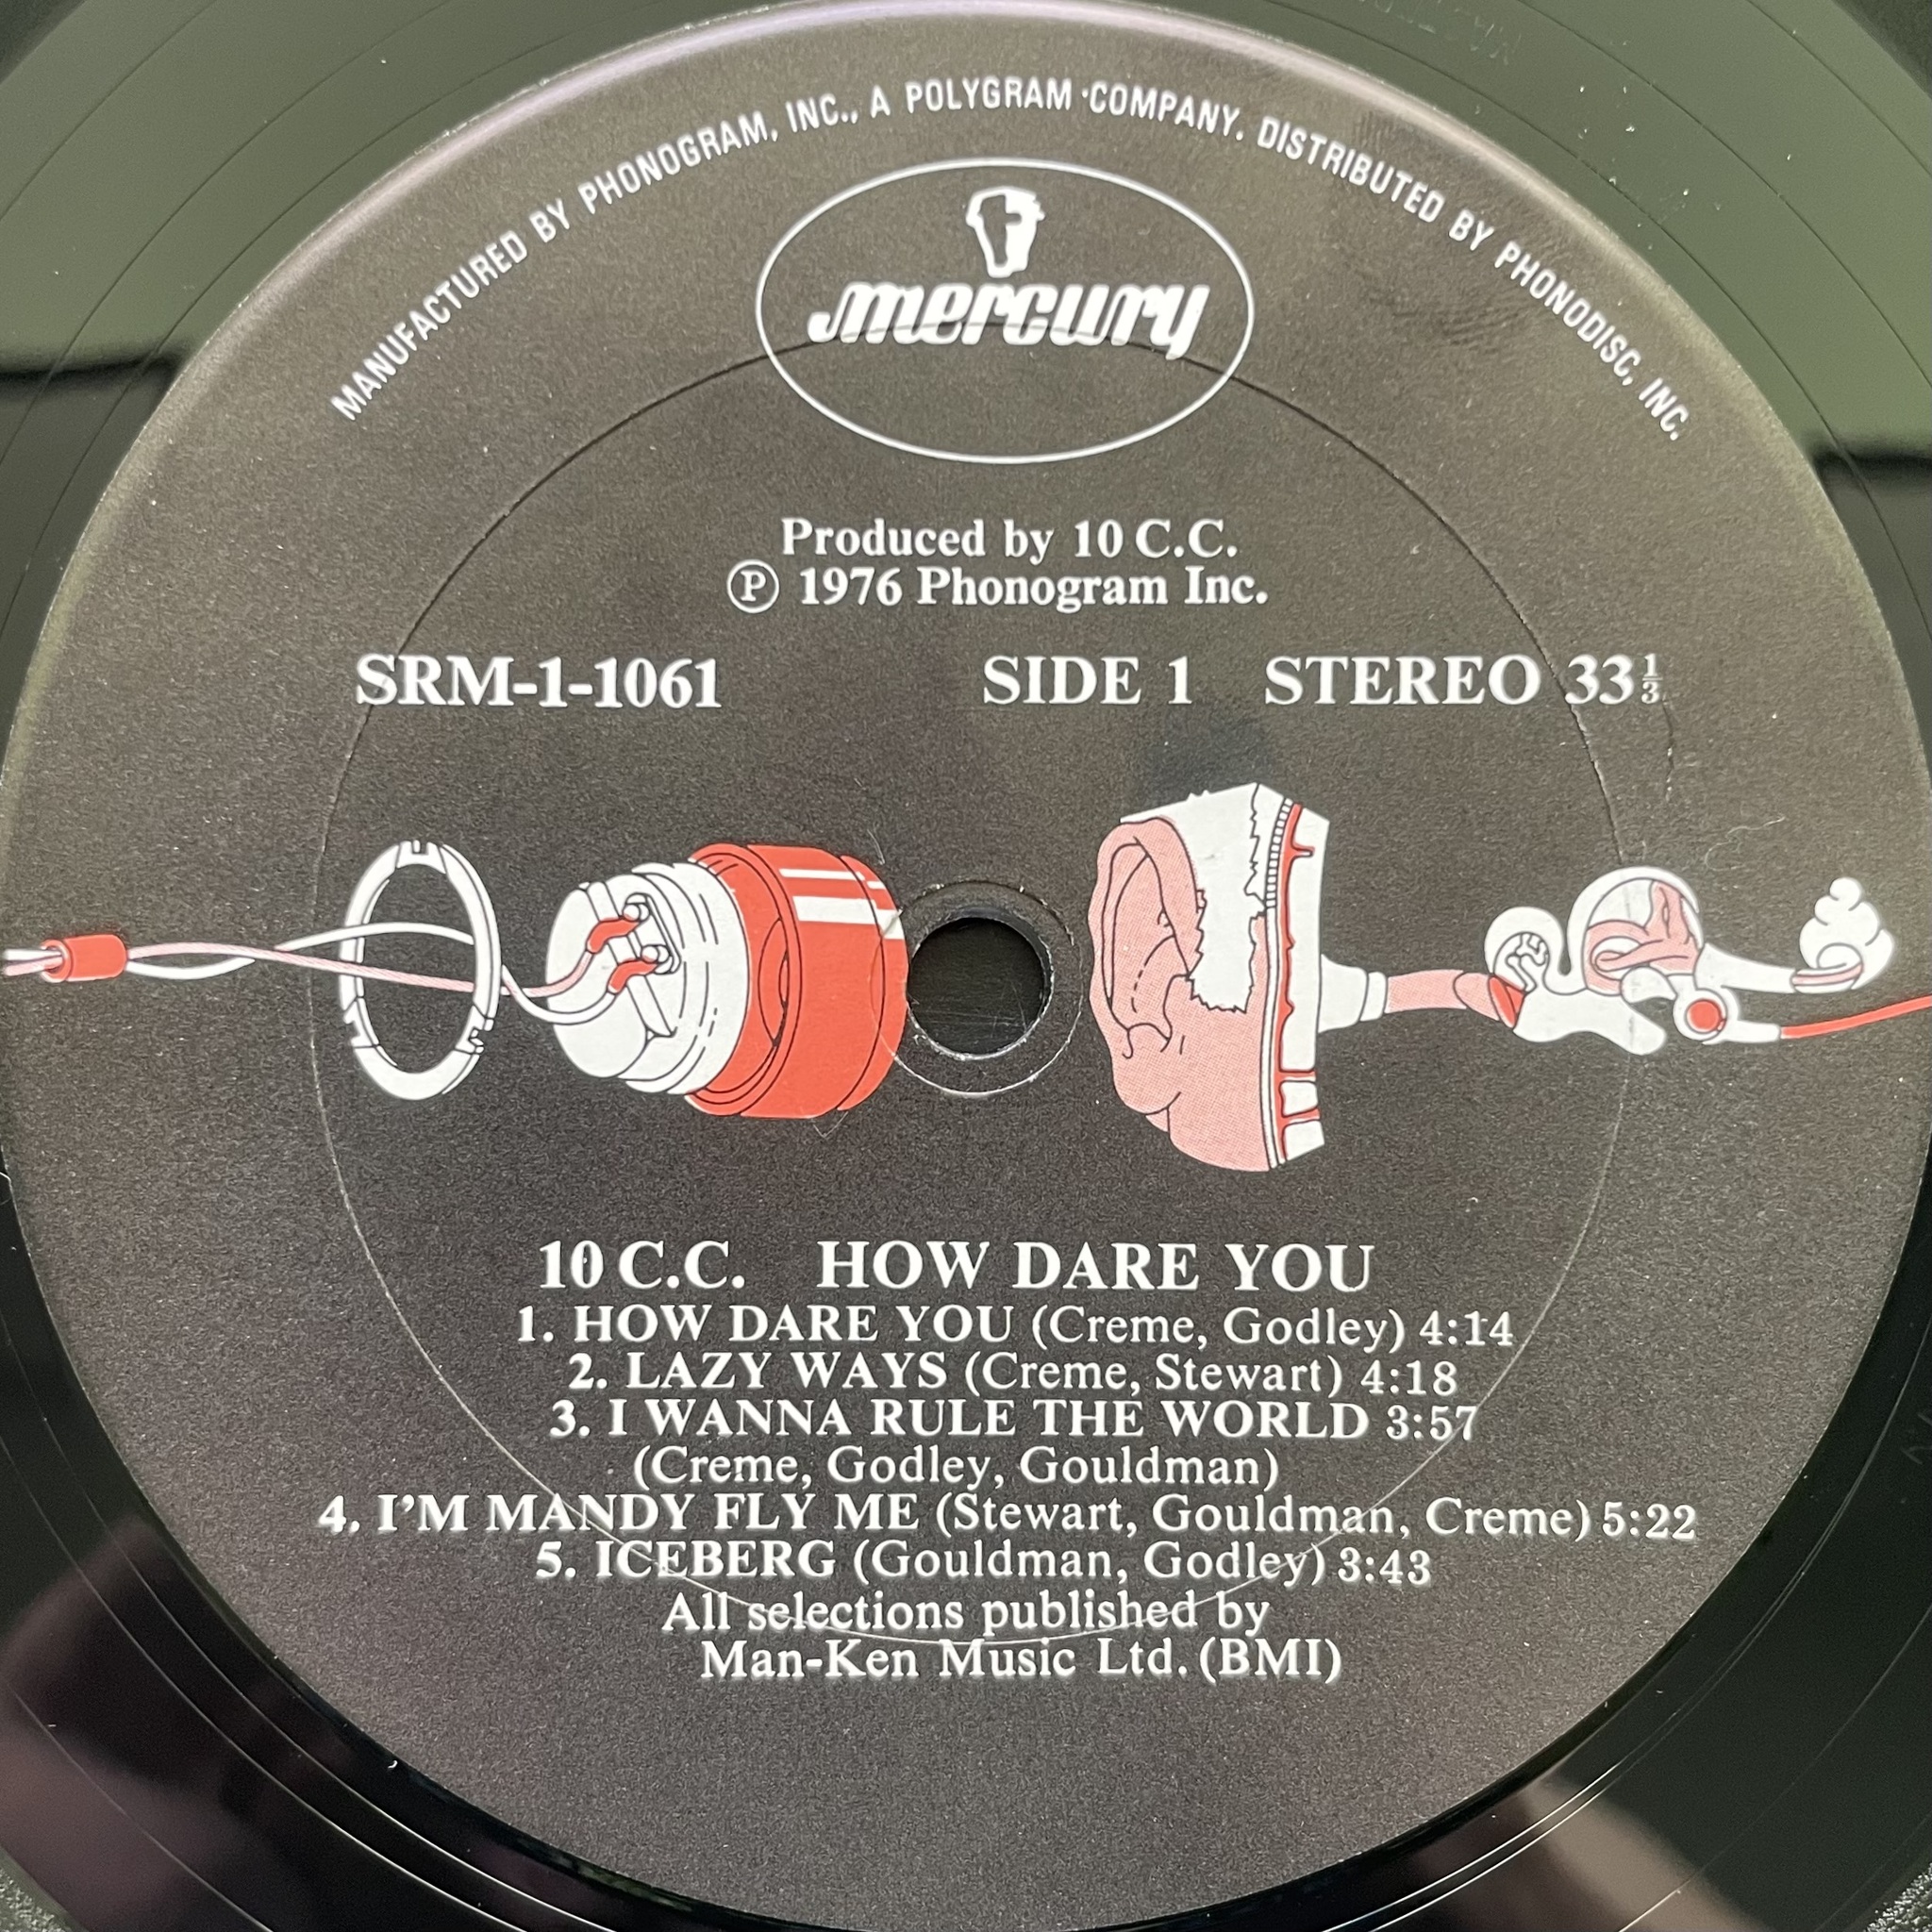 MANUFACTURED BY PHONOGRAM, INC., A POLYGRAM COMPANY. DISTRIBUTED BY PHONODISC, INC.
mercury
Produced by 10 C.C.
Ⓟ 1976 Phonogram Inc.
SRM-1-1061 SIDE 1 STEREO 33⅓
10 C.C. HOW DARE YOU
1. HOW DARE YOU (Creme, Godley) 4:14
2. LAZY WAYS (Creme, Stewart) 4:18
3. I WANNA RULE THE WORLD 3:57
(Creme, Godley, Gouldman)
4. I'M MANDY FLY ME (Stewart, Gouldman, Creme) 5:22
5. ICEBERG (Gouldman, Godley) 3:43
All selections published by
Man-Ken Music Ltd. (BMI)